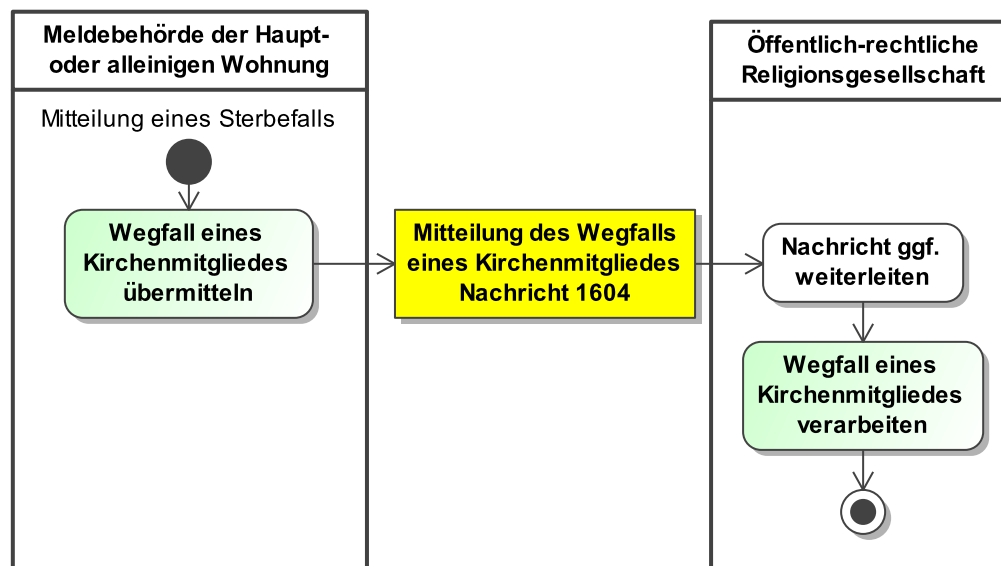 Meldebehörde der Haupt-
oder alleinigen Wohnung
Mitteilung eines Sterbefalls
Wegfall eines
Kirchenmitgliedes
übermitteln
Mitteilung des Wegfalls
eines Kirchenmitgliedes
Nachricht 1604
Öffentlich-rechtliche
Religionsgesellschaft
Nachricht ggf.
weiterleiten
Wegfall eines
Kirchenmitgliedes
verarbeiten